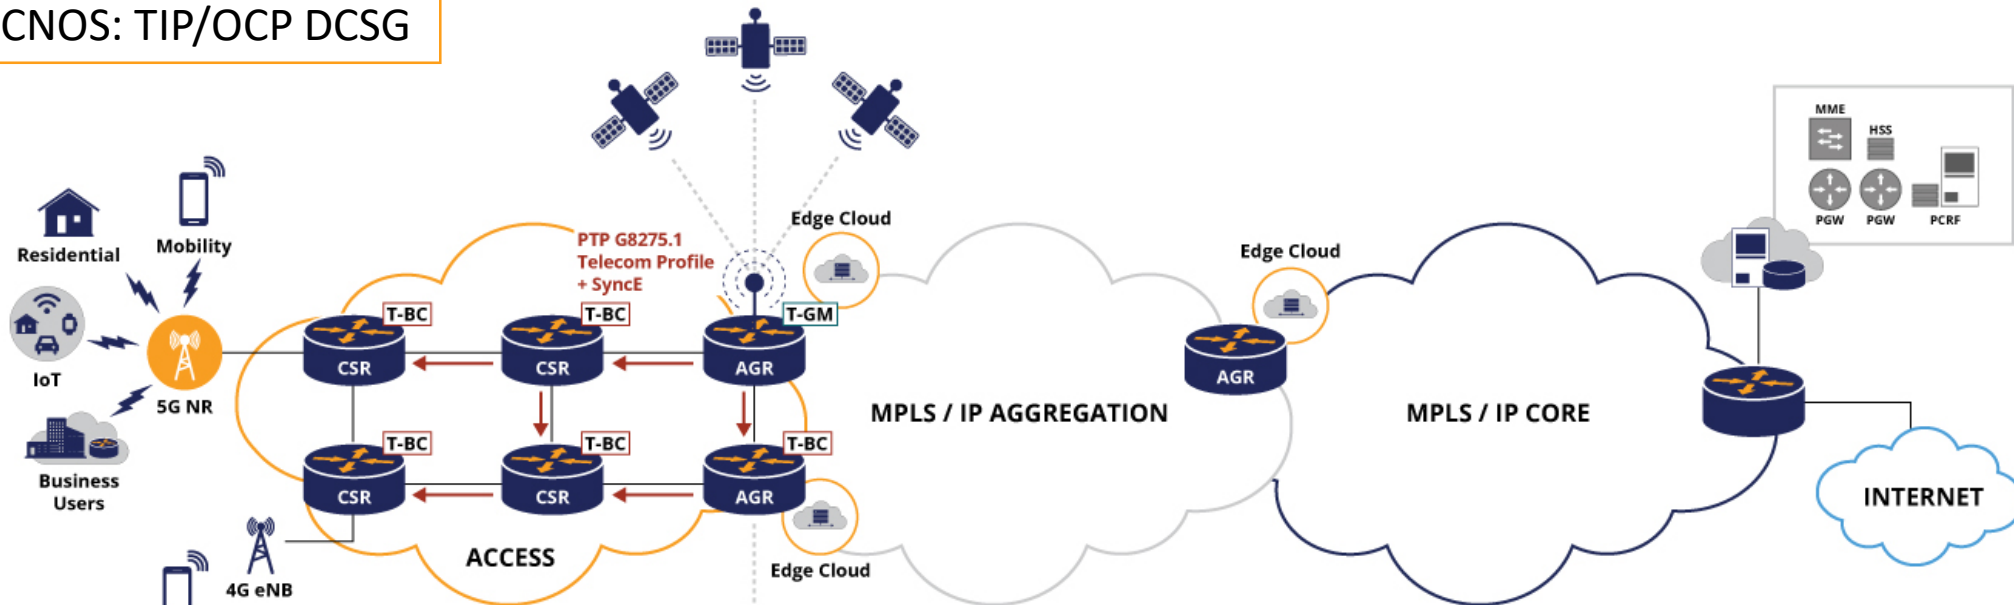 CNOS: TIP/OCP DCSG
MME
HSS
PGW
PGW
PCRF
Residential
Mobility
IoT
5G NR
Business
Users
4G eNB
PTP G8275.1
Telecom Profile
+ SyncE
Edge Cloud
Edge Cloud
T-BC
T-BC
T-GM
CSR
CSR
AGR
AGR
T-BC
T-BC
T-BC
CSR
CSR
AGR
ACCESS
Edge Cloud
MPLS / IP AGGREGATION
MPLS / IP CORE
INTERNET